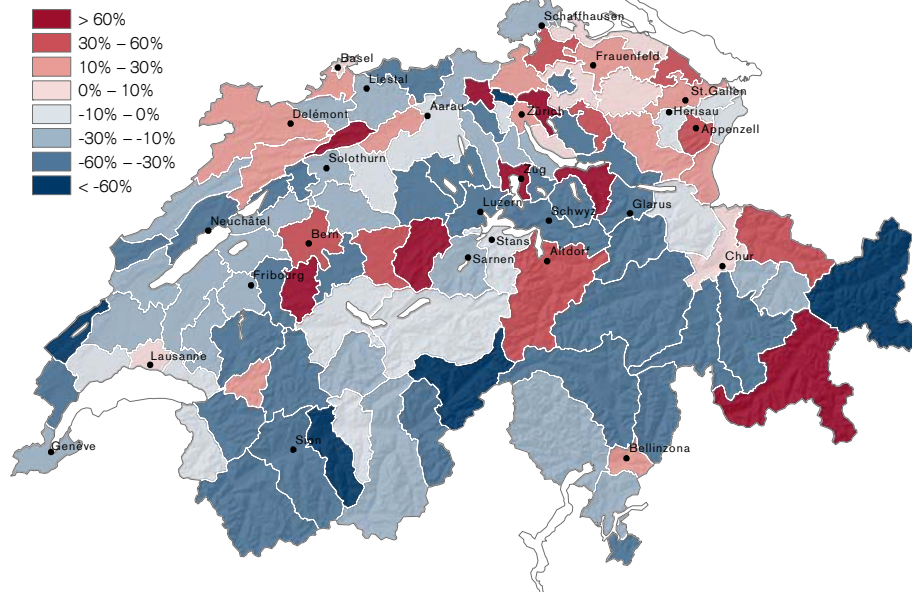 > 60%
30% – 60%
10% – 30%
0% – 10%
-10% – 0%
-30% – -10%
-60% – -30%
< -60%
Schaffhausen
Basel
Frauenfeld
Liestal
St.Gallen
Aarau
Zürich
Herisau
Delémont
Appenzell
Solothurn
Zug
Luzern
Schwyz
Glarus
Neuchâtel
Bern
Stans
Altdorf
Sarnen
Chur
Fribourg
Lausanne
Sion
Genève
Bellinzona